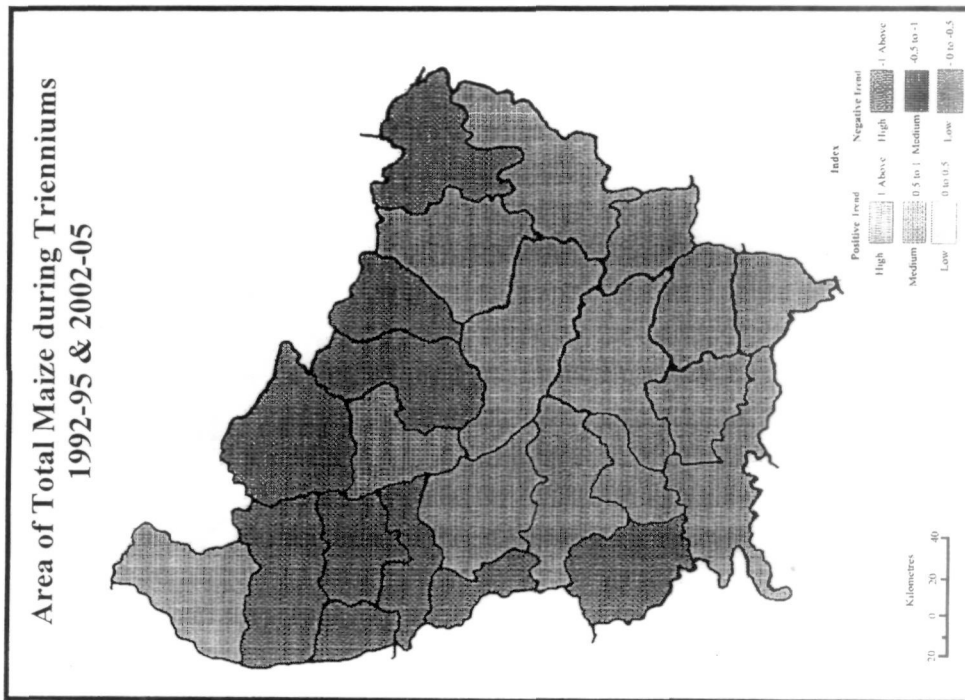 Area of Total Maize during Trienniums
1992-95 & 2002-05
Index
Positive Trend Negative Trend
High 1 Above High -1 Above
Medium 0.5 to 1 Medium -0.5 to -1
Low 0 to 0.5 Low - 0 to -0.5
Kilometres
20 0 20 40